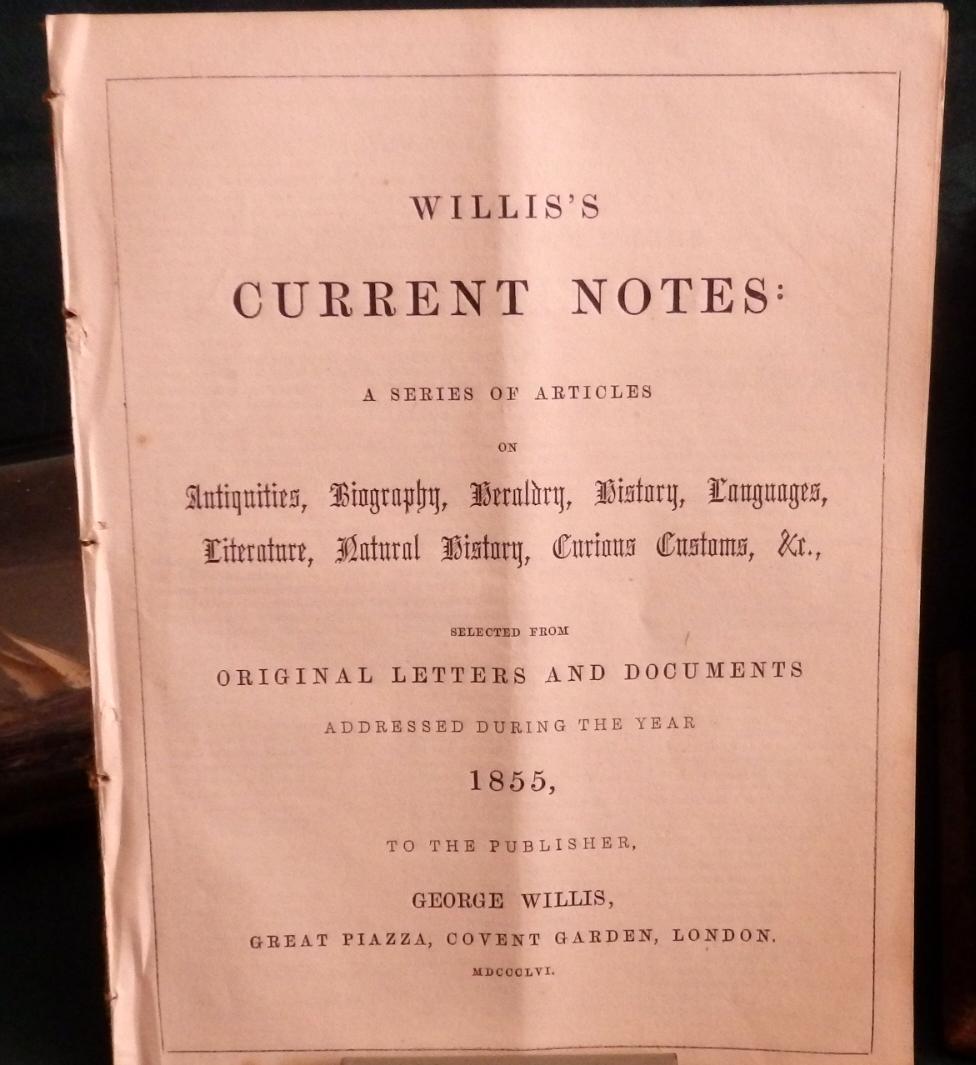 WILLIS'S
CURRENT NOTES:
A SERIES OF ARTICLES
ON
Antiquities, Biography, Heraldry, History, Languages,
Literature, Natural History, Curious Customs, &c.,
SELECTED FROM
ORIGINAL LETTERS AND DOCUMENTS
ADDRESSED DURING THE YEAR
1855,
TO THE PUBLISHER,
GEORGE WILLIS,
GREAT PIAZZA, COVENT GARDEN, LONDON.
MDCCCLVI.